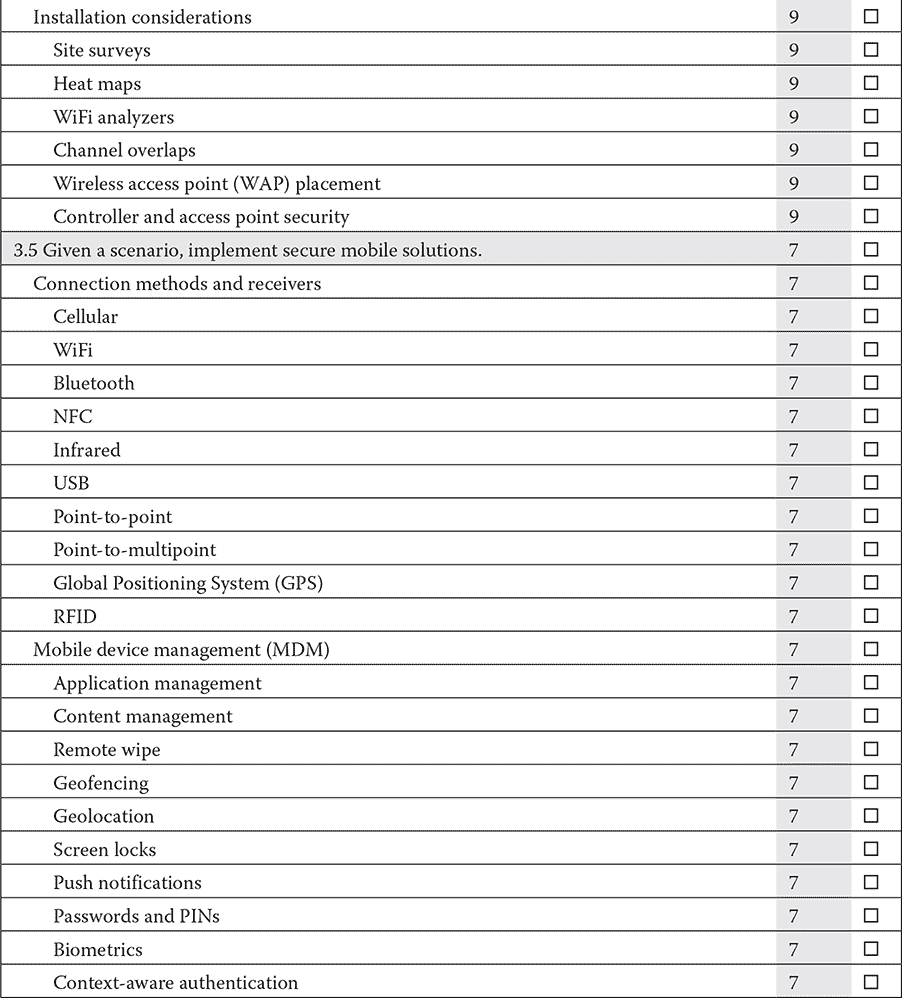 Installation considerations 9 ☐
Site surveys 9 ☐
Heat maps 9 ☐
WiFi analyzers 9 ☐
Channel overlaps 9 ☐
Wireless access point (WAP) placement 9 ☐
Controller and access point security 9 ☐
3.5 Given a scenario, implement secure mobile solutions. 7 ☐
Connection methods and receivers 7 ☐
Cellular 7 ☐
WiFi 7 ☐
Bluetooth 7 ☐
NFC 7 ☐
Infrared 7 ☐
USB 7 ☐
Point-to-point 7 ☐
Point-to-multipoint 7 ☐
Global Positioning System (GPS) 7 ☐
RFID 7 ☐
Mobile device management (MDM) 7 ☐
Application management 7 ☐
Content management 7 ☐
Remote wipe 7 ☐
Geofencing 7 ☐
Geolocation 7 ☐
Screen locks 7 ☐
Push notifications 7 ☐
Passwords and PINs 7 ☐
Biometrics 7 ☐
Context-aware authentication 7 ☐